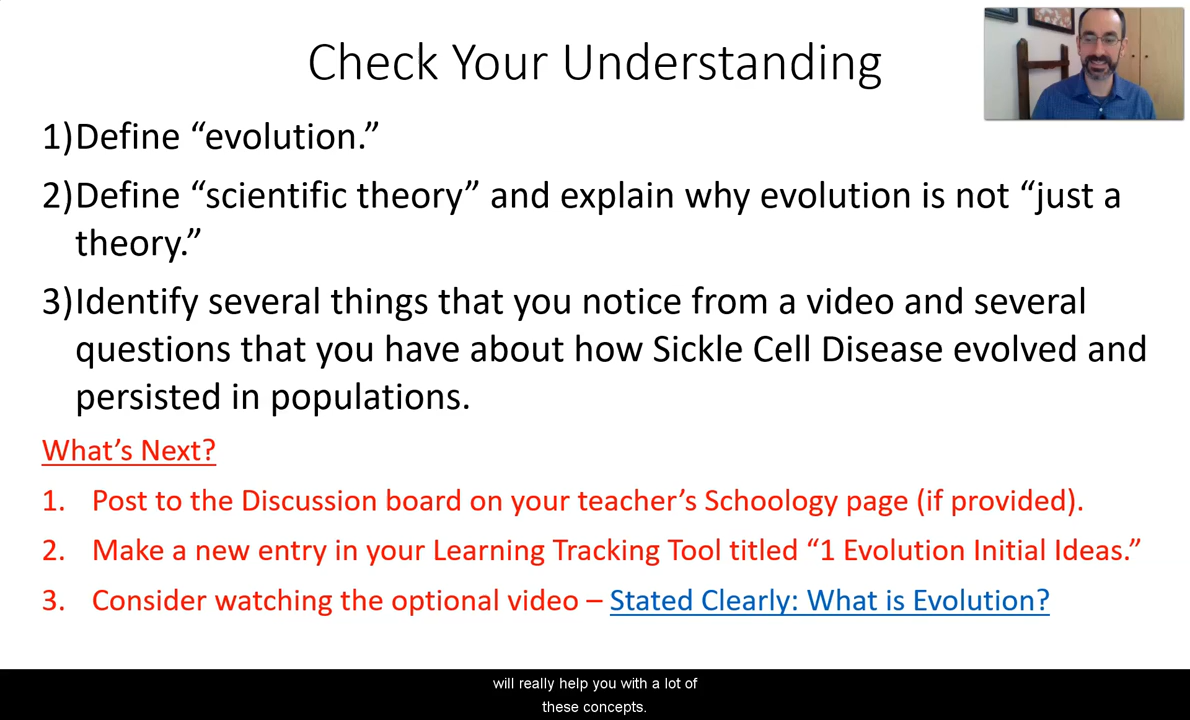 Check Your Understanding
1) Define “evolution.”
2) Define “scientific theory” and explain why evolution is not “just a
theory.”
3) Identify several things that you notice from a video and several
questions that you have about how Sickle Cell Disease evolved and
persisted in populations.
What’s Next?
1. Post to the Discussion board on your teacher’s Schoology page (if provided).
2. Make a new entry in your Learning Tracking Tool titled “1 Evolution Initial Ideas.”
3. Consider watching the optional video – Stated Clearly: What is Evolution?
will really help you with a lot of
these concepts.